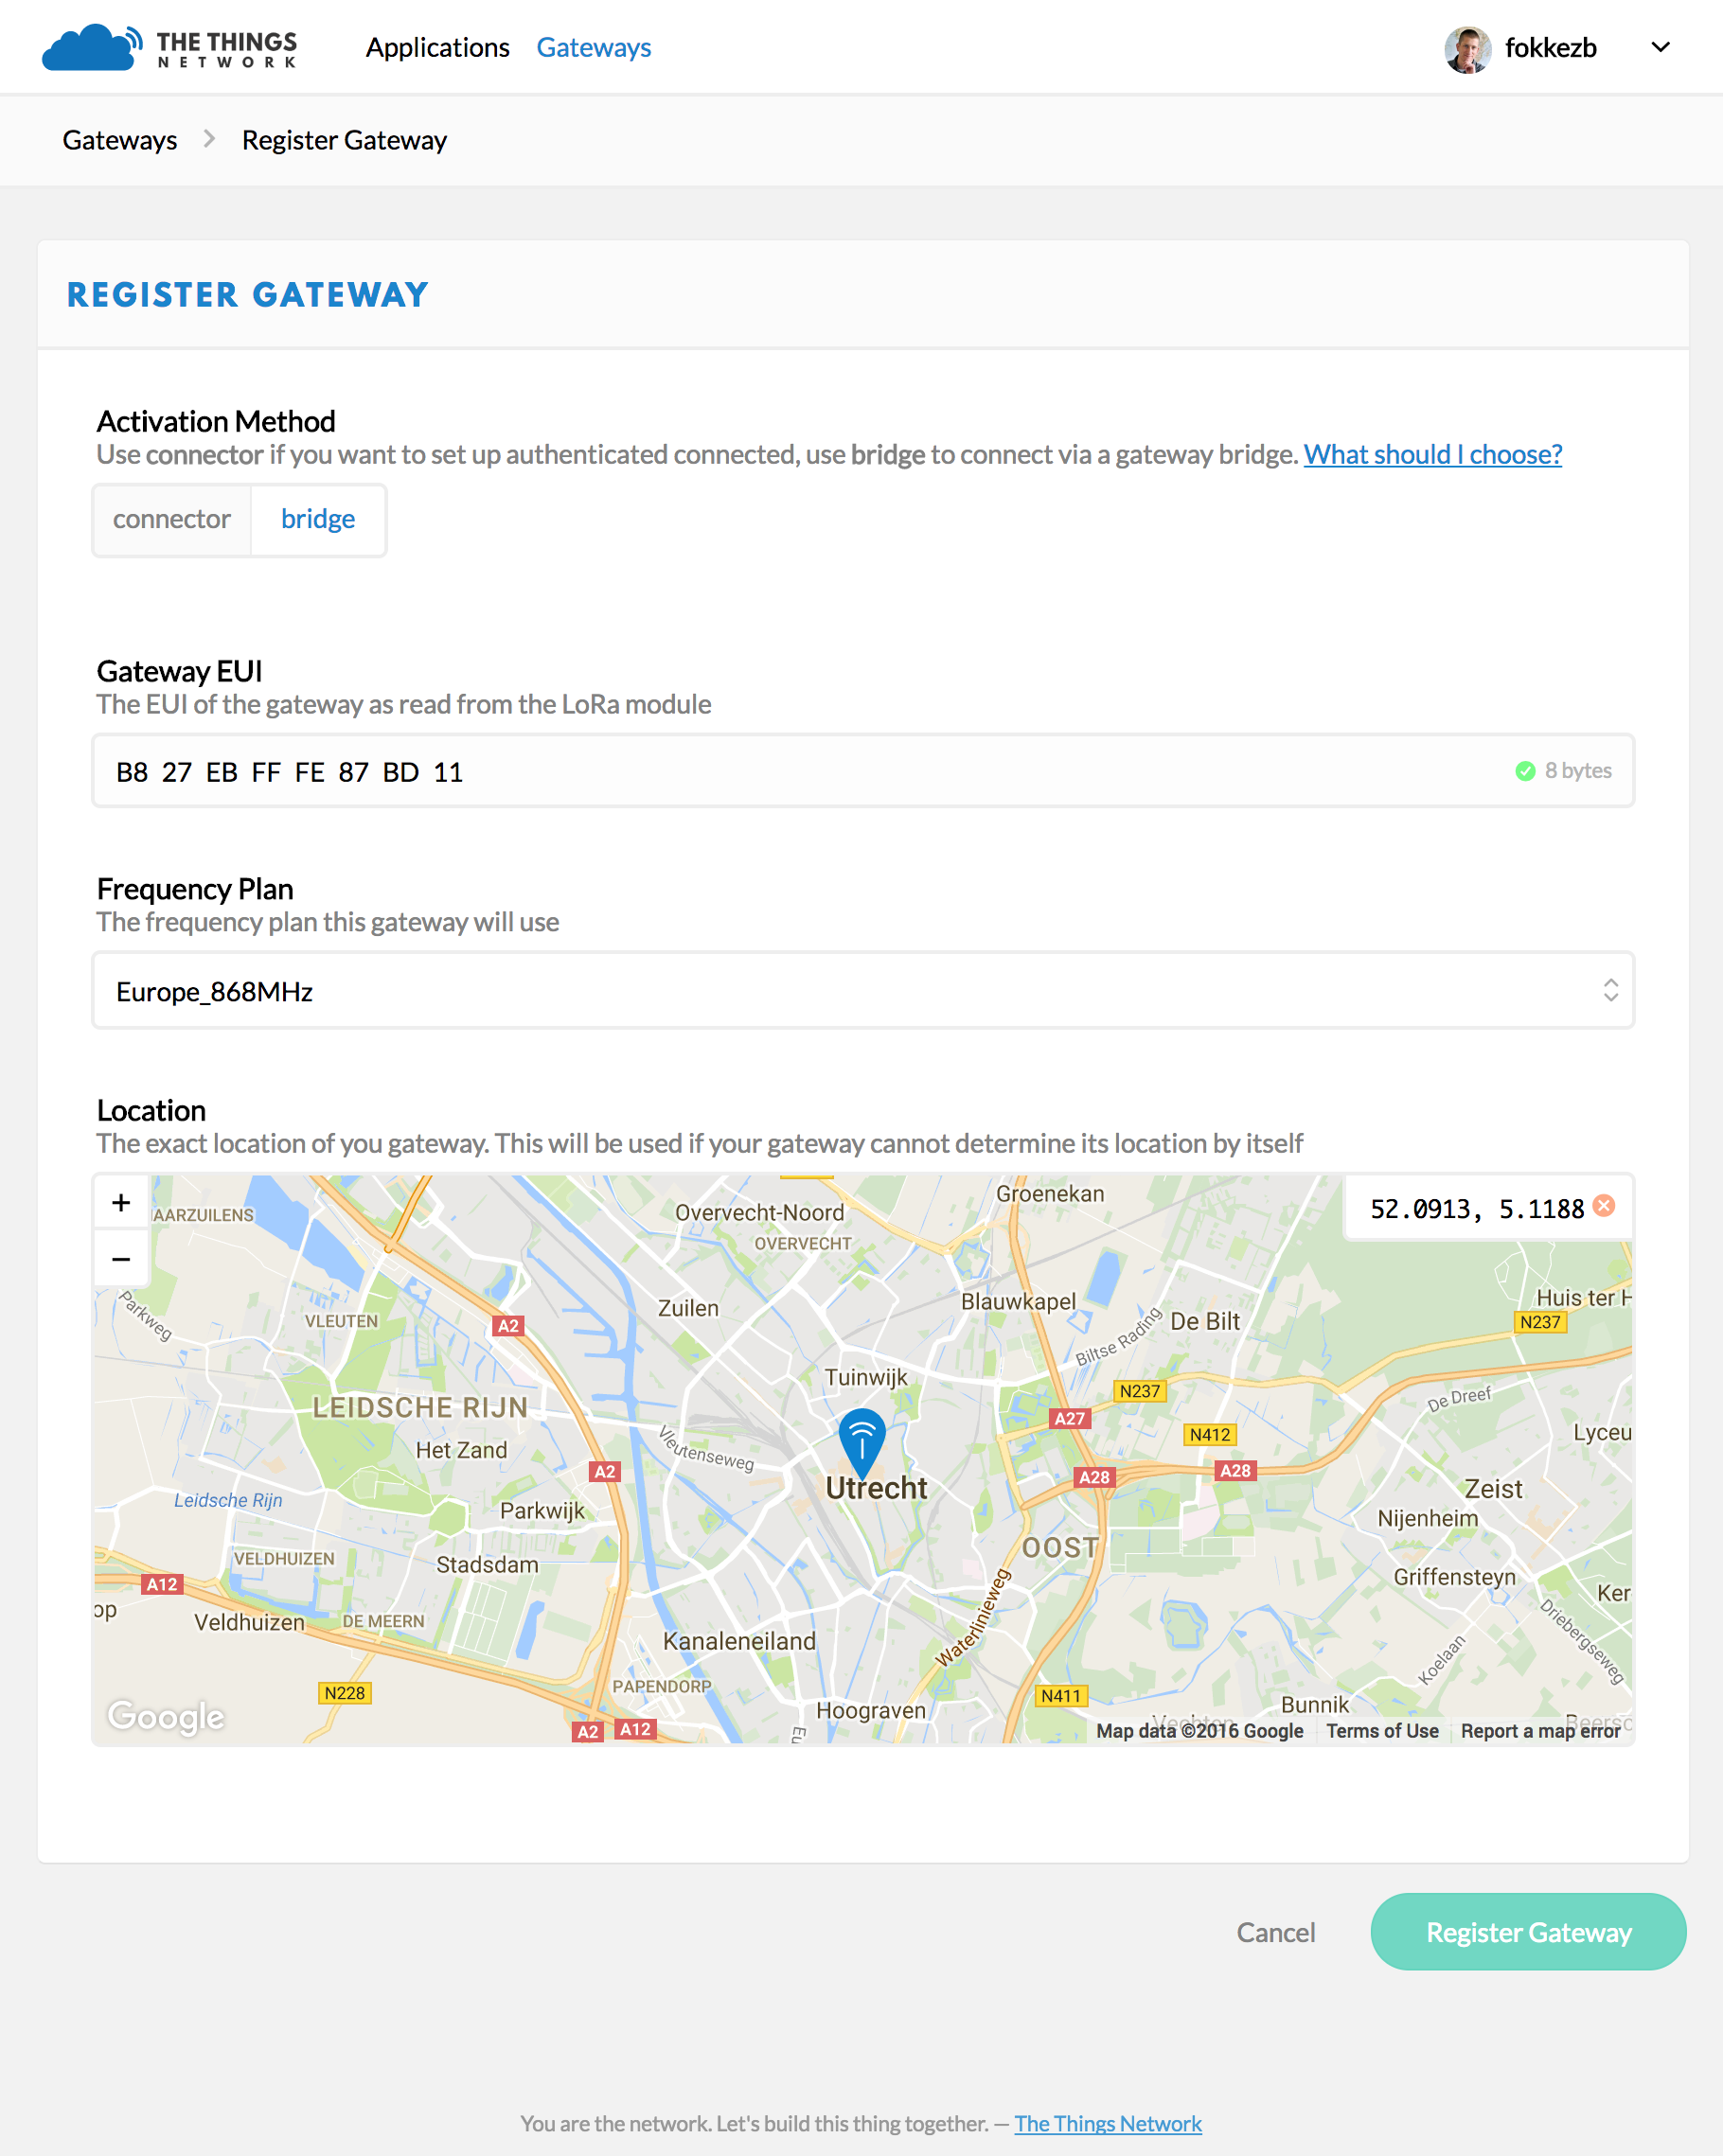 THE THINGS
NETWORK
Applications Gateways
fokkezb
Gateways Register Gateway
REGISTER GATEWAY
Activation Method
Use connector if you want to set up authenticated connected, use bridge to connect via a gateway bridge. What should I choose?
connector bridge
Gateway EUI
The EUI of the gateway as read from the LoRa module
B8 27 EB FF FE 87 BD 11
8 bytes
Frequency Plan
The frequency plan this gateway will use
Europe_868MHz
Location
The exact location of you gateway. This will be used if your gateway cannot determine its location by itself
+
−
52.0913, 5.1188
AARZUILENS
Overvecht-Noord
Groenekan
OVERVECHT
Parkweg
VLEUTEN
A2
Zuilen
Blauwkapel
Biltse Rading
De Bilt
Huis ter H
N237
Tuinwijk
N237
De Dreef
LEIDSCHE RIJN
A27
N412
Lyceu
Het Zand
Vleutenseweg
A2
A28
A28
Utrecht
Zeist
Leidsche Rijn
Parkwijk
Nijenheim
OOST
VELDHUIZEN
Stadsdam
A12
Griffensteyn
Ker
op
Veldhuizen
DE MEERN
Waterlinieweg
Driebergseweg
Kanaleneiland
Koelaan
N228
PAPENDORP
N411
Bunnik
Hoograven
Google
A2
A12
Map data ©2016 Google
Terms of Use
Report a map error
Cancel
Register Gateway
You are the network. Let's build this thing together. — The Things Network